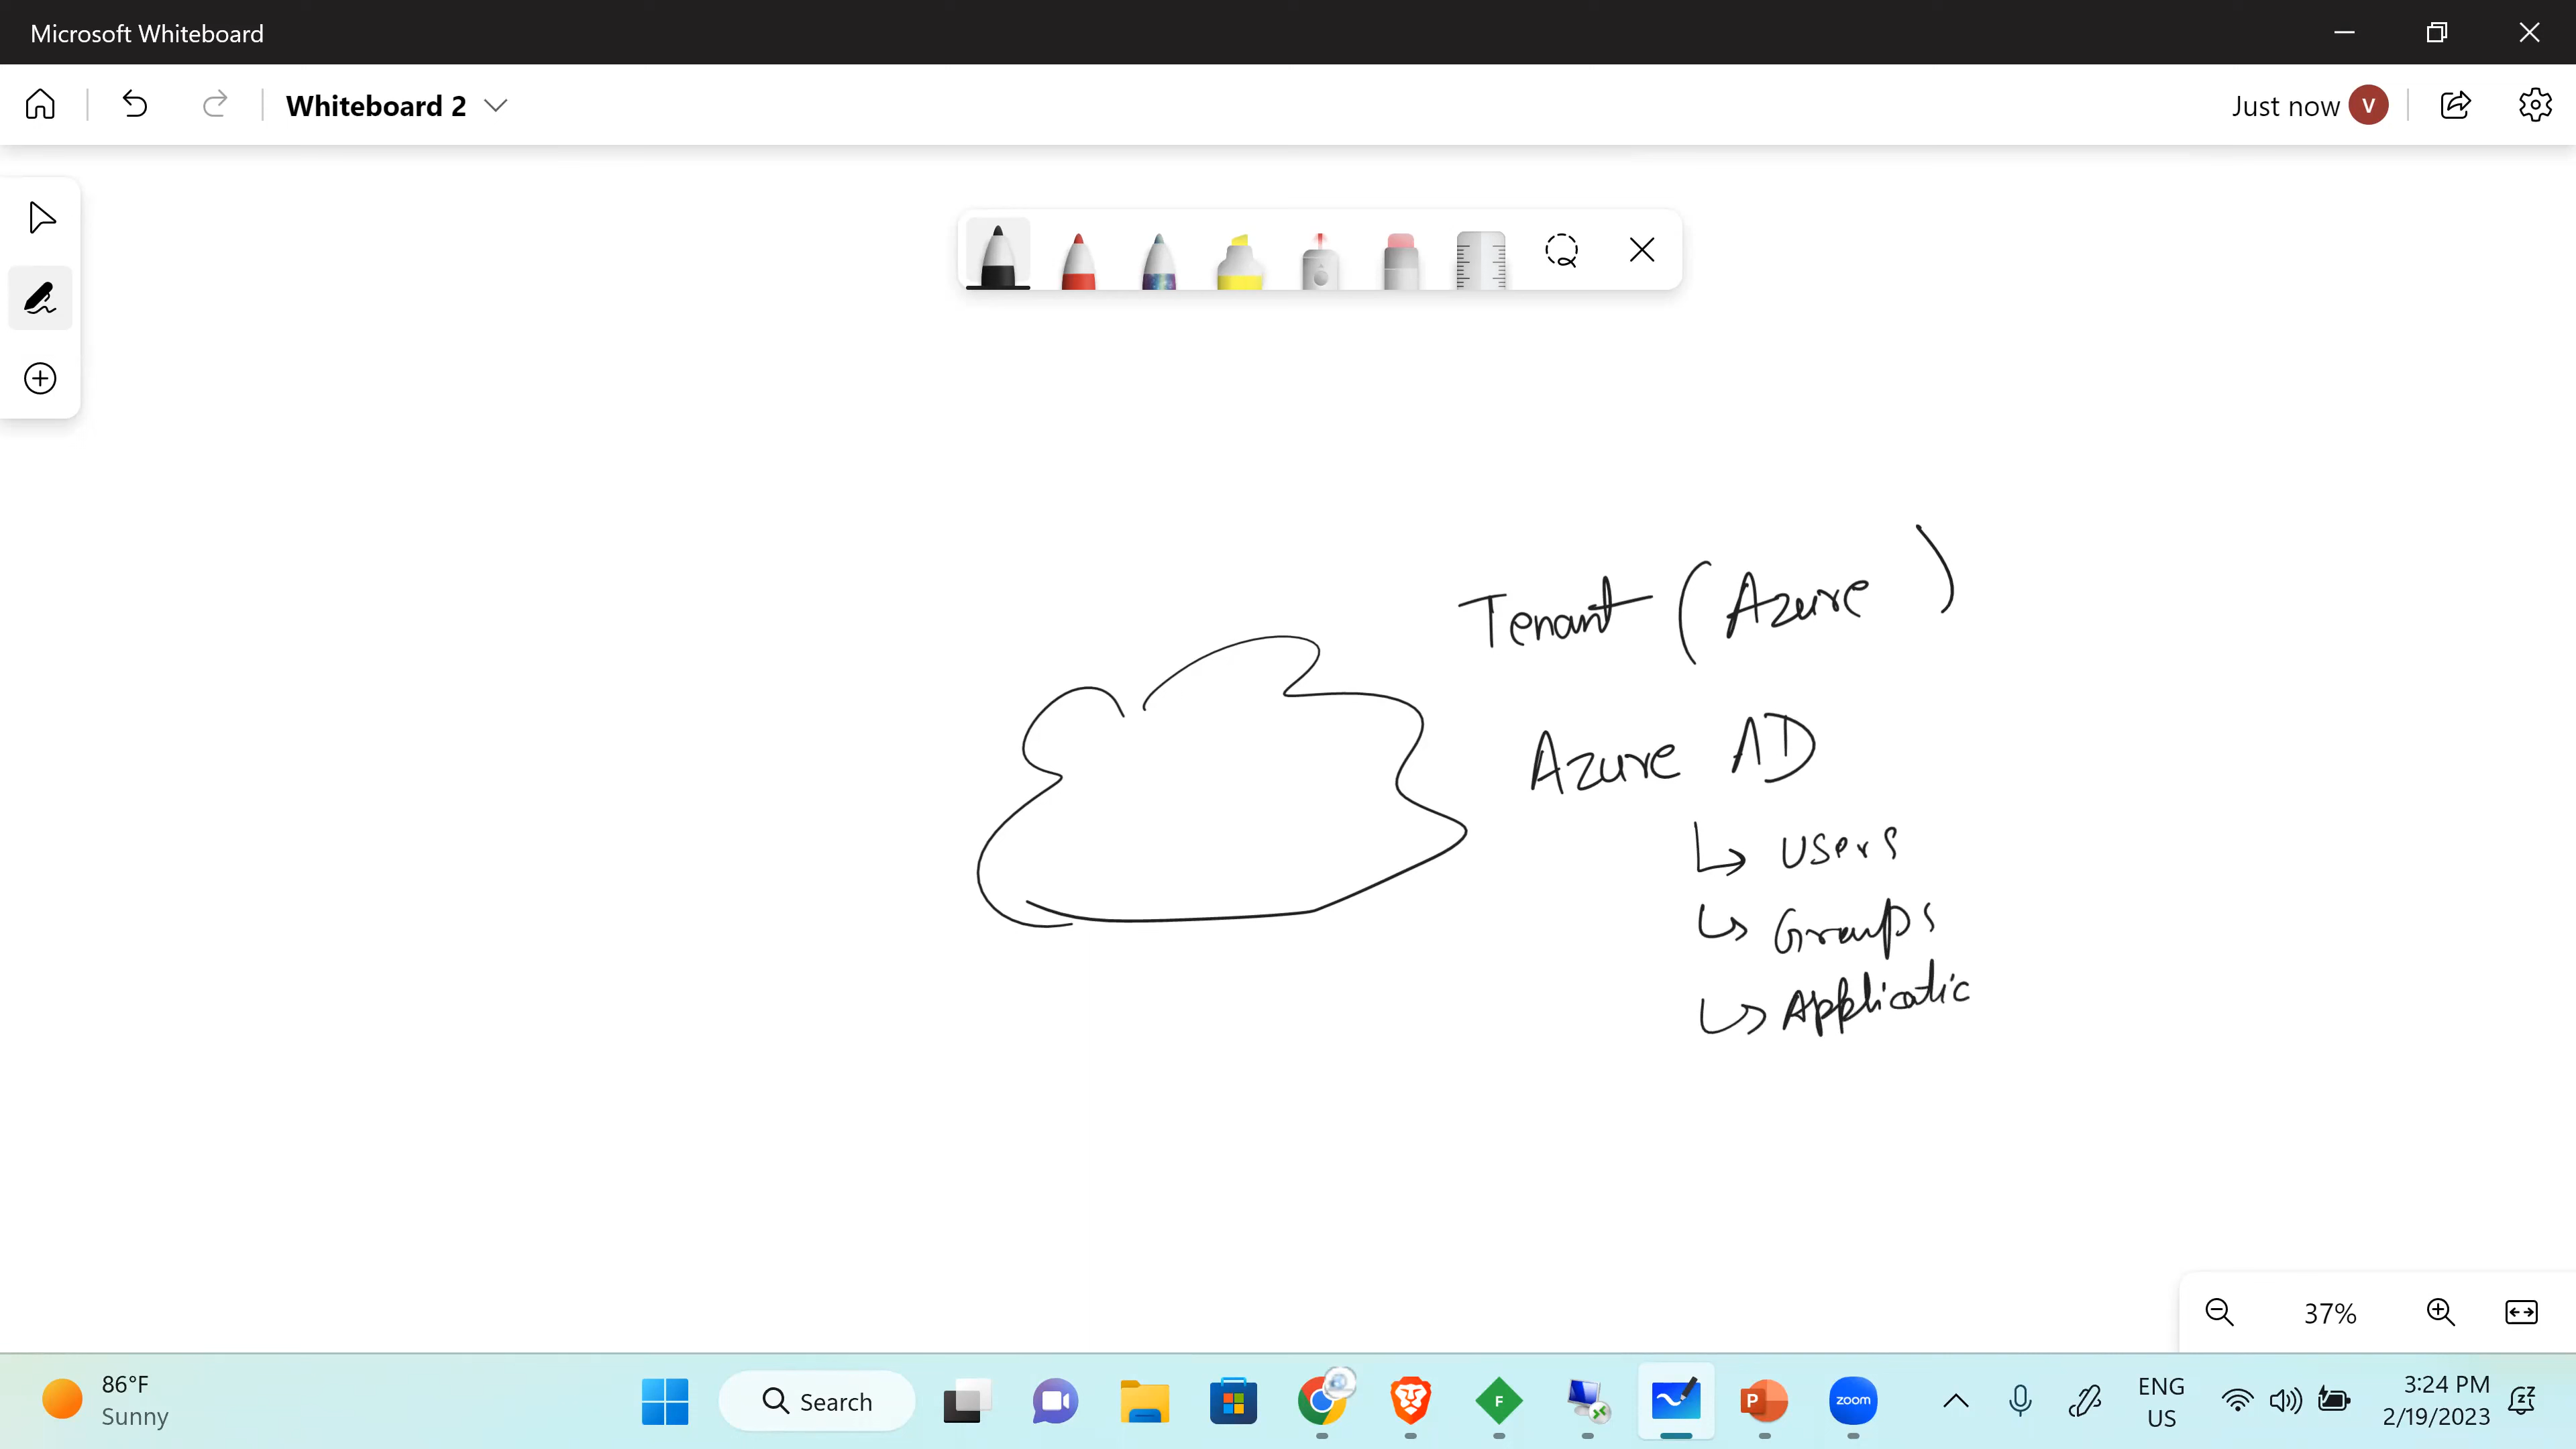 Microsoft Whiteboard
Whiteboard 2
Just now V
Tenant (Azure )
Azure AD
↳ Users
↳ Groups
↳ Applicatic
37%
86°F
Sunny
Search
F
P
zoom
ENG
US
3:24 PM
2/19/2023